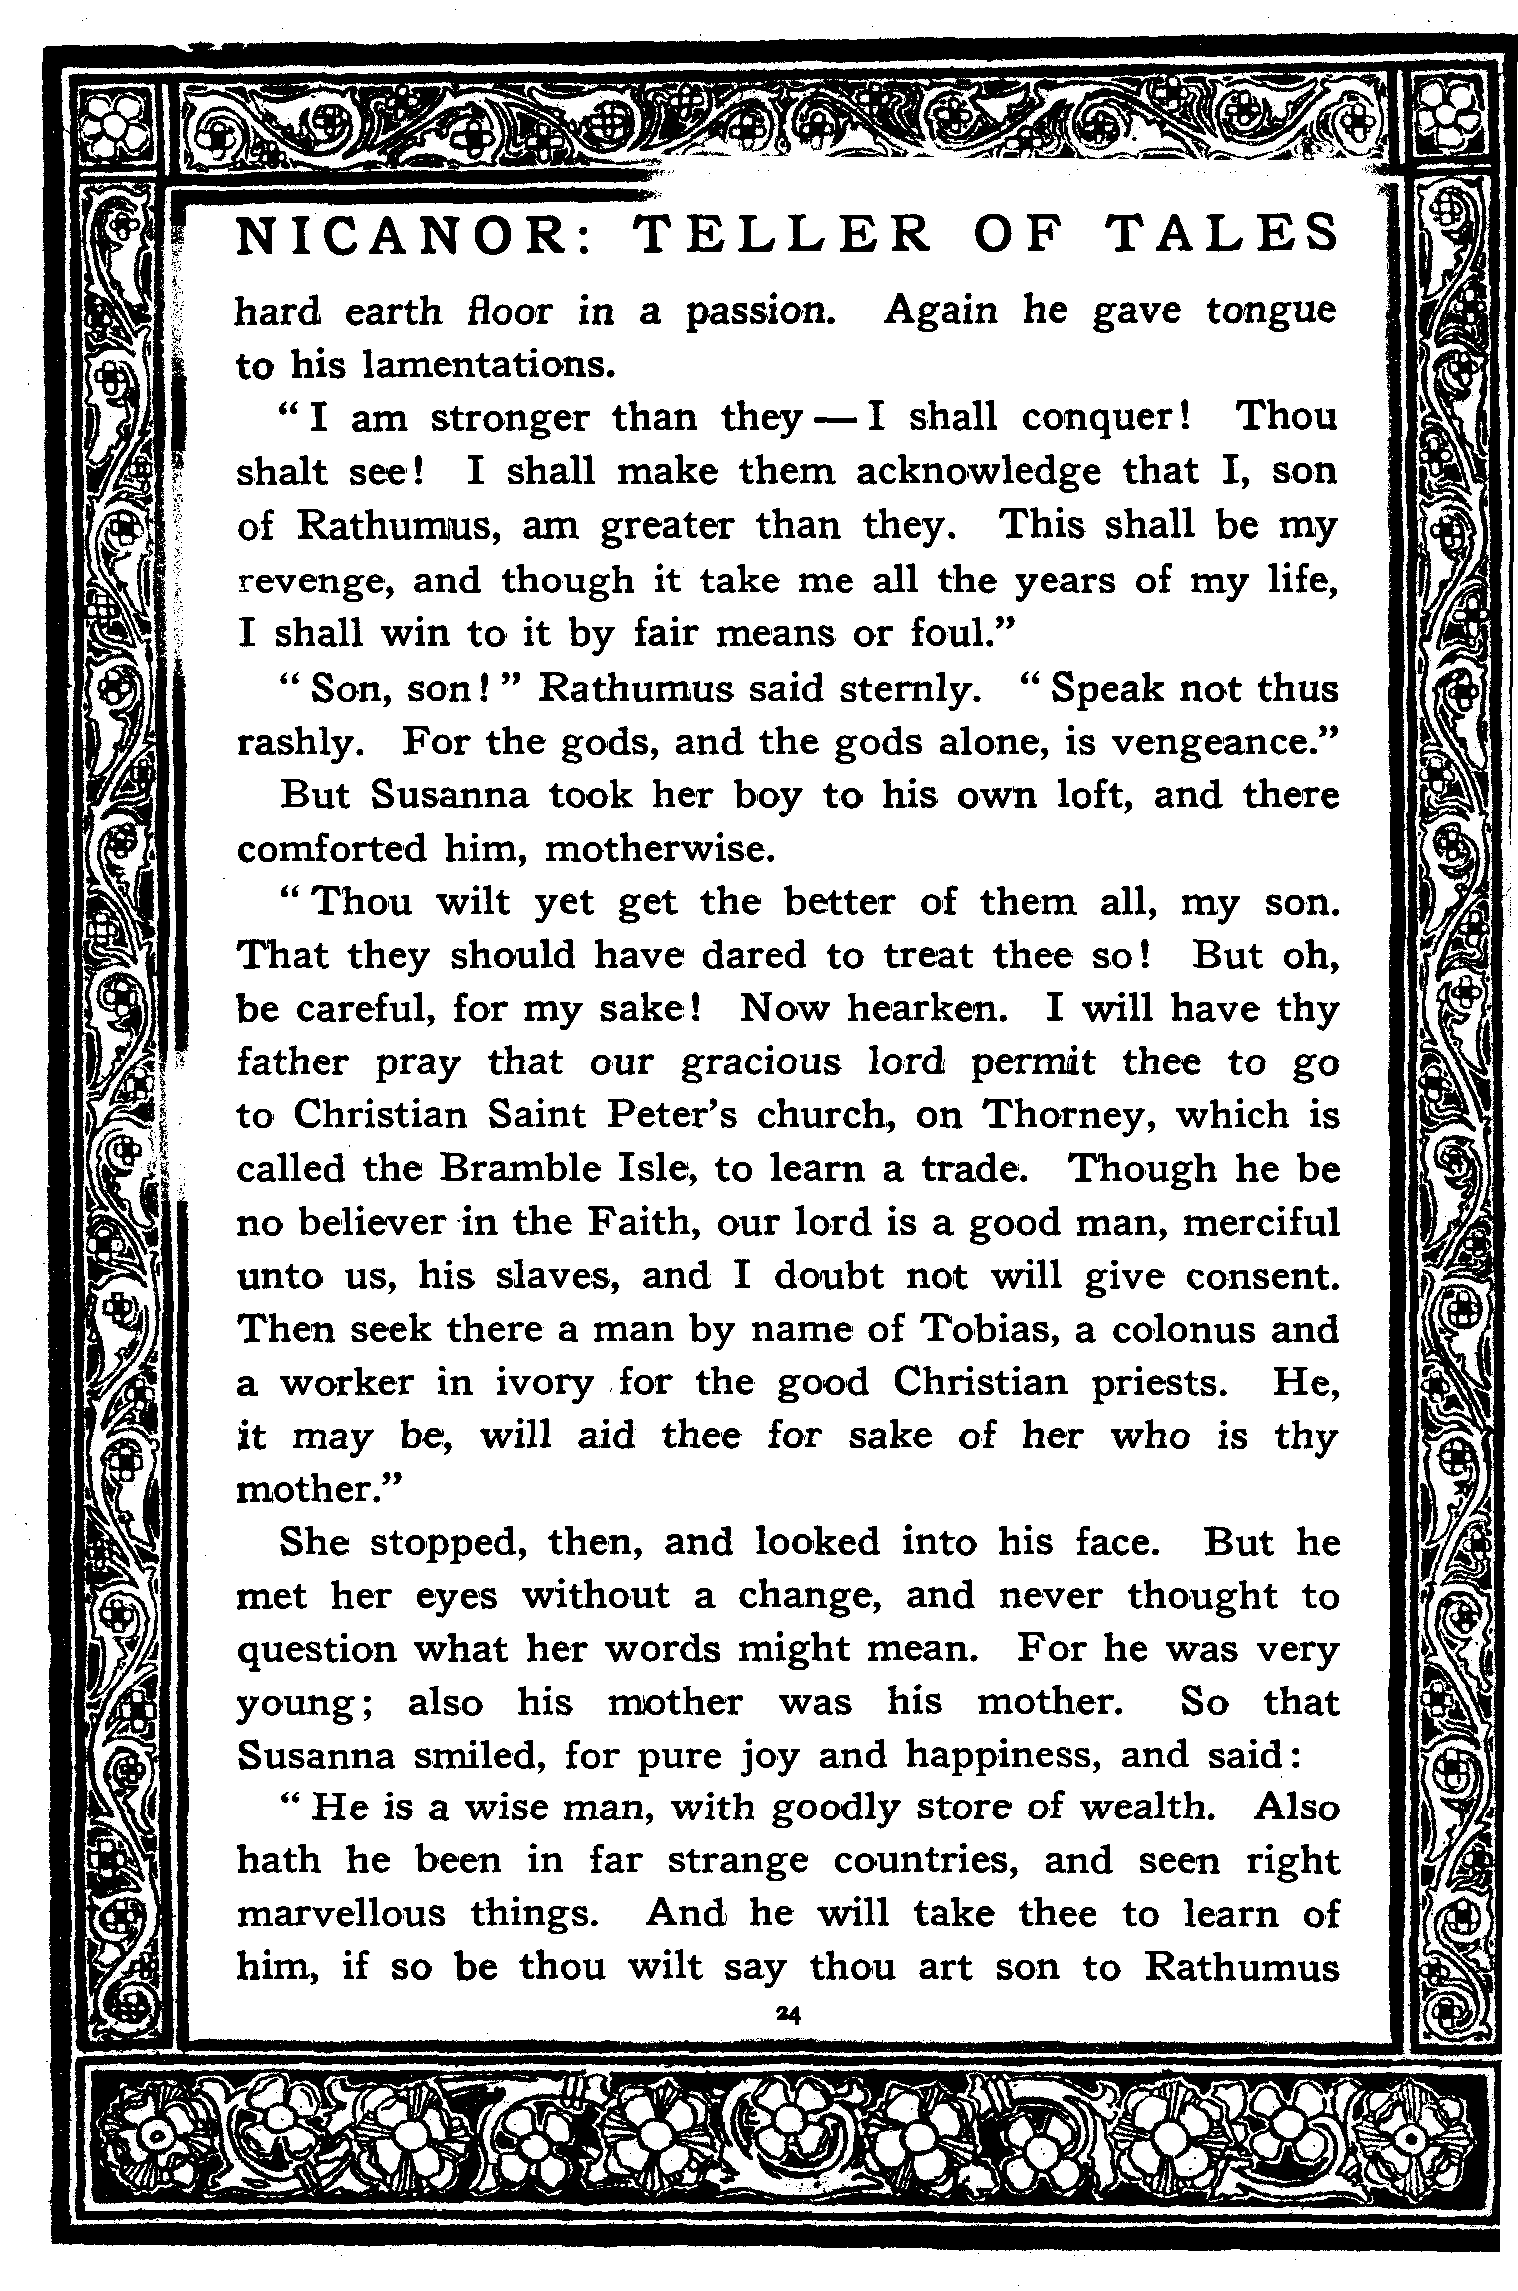 NICANOR: TELLER OF TALES
hard earth floor in a passion. Again he gave tongue
to his lamentations.
“ I am stronger than they — I shall conquer! Thou
shalt see! I shall make them acknowledge that I, son
of Rathumus, am greater than they. This shall be my
revenge, and though it take me all the years of my life,
I shall win to it by fair means or foul.”
“ Son, son! ” Rathumus said sternly. “ Speak not thus
rashly. For the gods, and the gods alone, is vengeance.”
But Susanna took her boy to his own loft, and there
comforted him, motherwise.
“ Thou wilt yet get the better of them all, my son.
That they should have dared to treat thee so! But oh,
be careful, for my sake! Now hearken. I will have thy
father pray that our gracious lord permit thee to go
to Christian Saint Peter’s church, on Thorney, which is
called the Bramble Isle, to learn a trade. Though he be
no believer in the Faith, our lord is a good man, merciful
unto us, his slaves, and I doubt not will give consent.
Then seek there a man by name of Tobias, a colonus and
a worker in ivory for the good Christian priests. He,
it may be, will aid thee for sake of her who is thy
mother.”
She stopped, then, and looked into his face. But he
met her eyes without a change, and never thought to
question what her words might mean. For he was very
young; also his mother was his mother. So that
Susanna smiled, for pure joy and happiness, and said:
“ He is a wise man, with goodly store of wealth. Also
hath he been in far strange countries, and seen right
marvellous things. And he will take thee to learn of
him, if so be thou wilt say thou art son to Rathumus
24